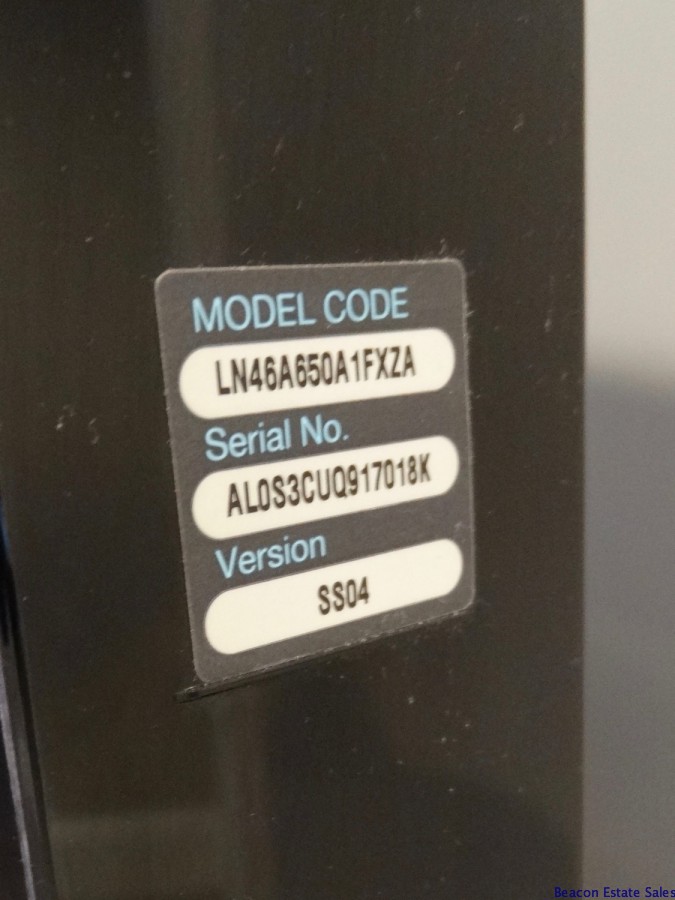 MODEL CODE
LN46A650A1FXZA
Serial No.
AL0S3CUQ917018K
Version
SS04
Beacon Estate Sales